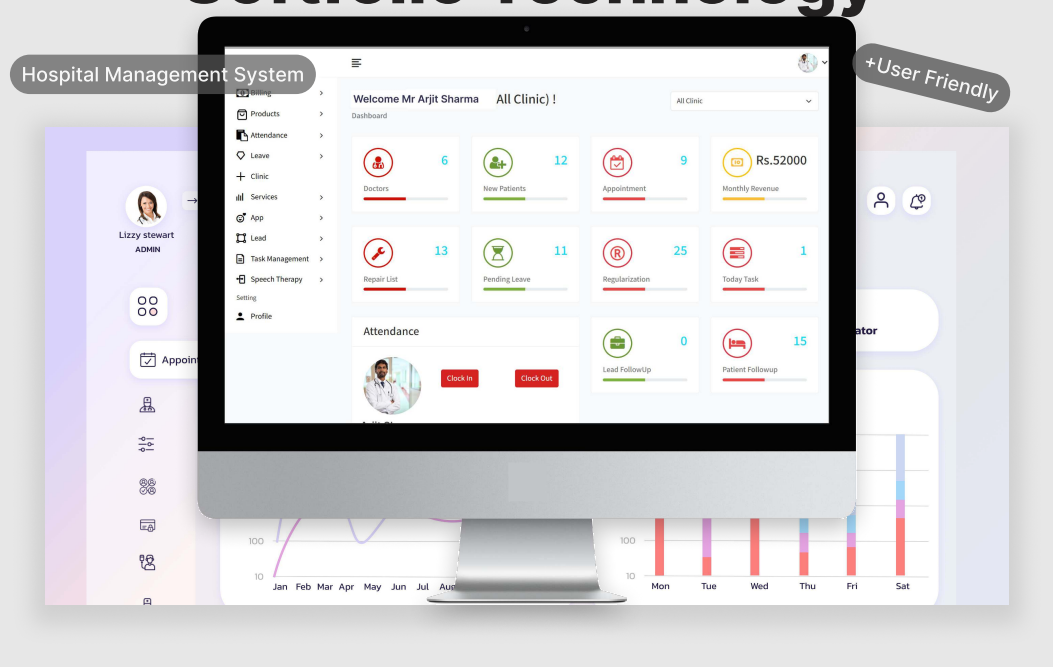 Hospital Management System
+User Friendly
Billing
Products
Attendance
Leave
Clinic
Services
App
Lead
Task Management
Speech Therapy
Setting
Profile
Welcome Mr Arjit Sharma All Clinic) !
All Clinic
Dashboard
6
Doctors
12
New Patients
9
Appointment
Rs.52000
Monthly Revenue
13
Repair List
11
Pending Leave
25
Regularization
1
Today Task
Attendance
Clock In
Clock Out
0
Lead FollowUp
15
Patient Followup
Lizzy stewart
ADMIN
100
10
Jan Feb Mar Apr May Jun Jul
100
10
Mon Tue Wed Thu Fri Sat